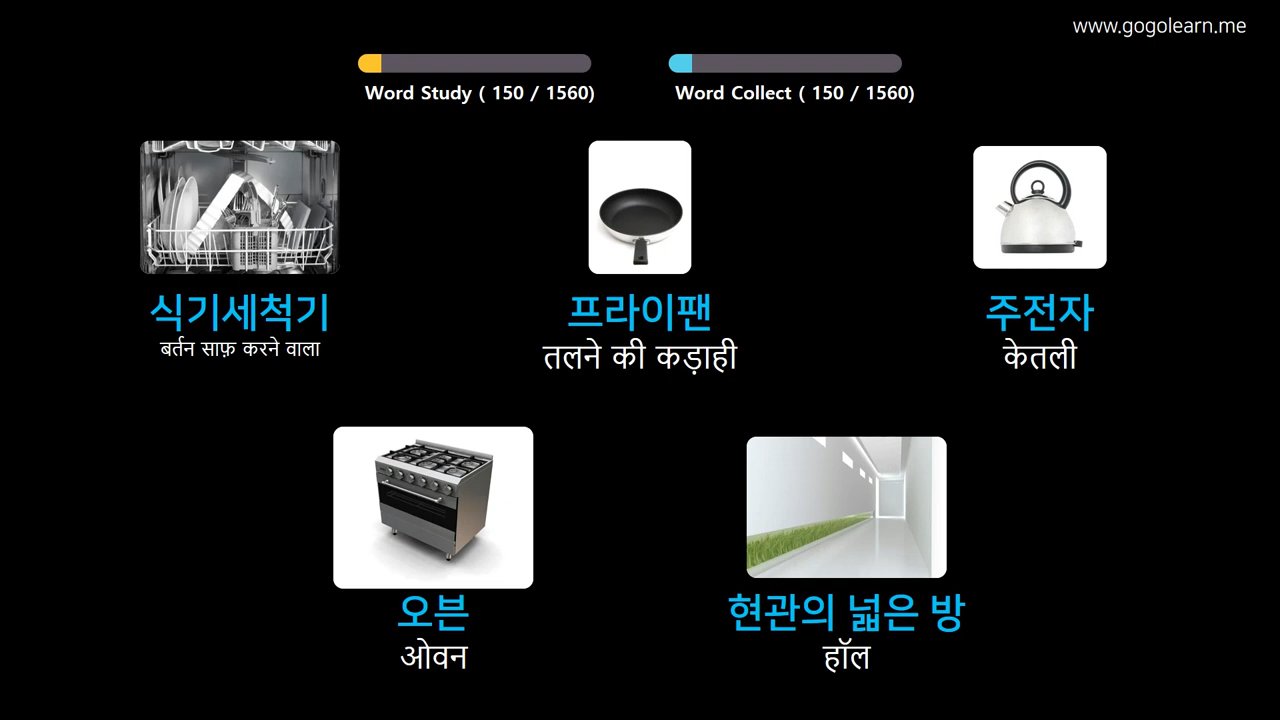 www.gogolearn.me
Word Study ( 150 / 1560)
Word Collect ( 150 / 1560)
식기세척기
बर्तन साफ़ करने वाला
프라이팬
तलने की कड़ाही
주전자
केतली
오븐
ओवन
현관의 넓은 방
हॉल